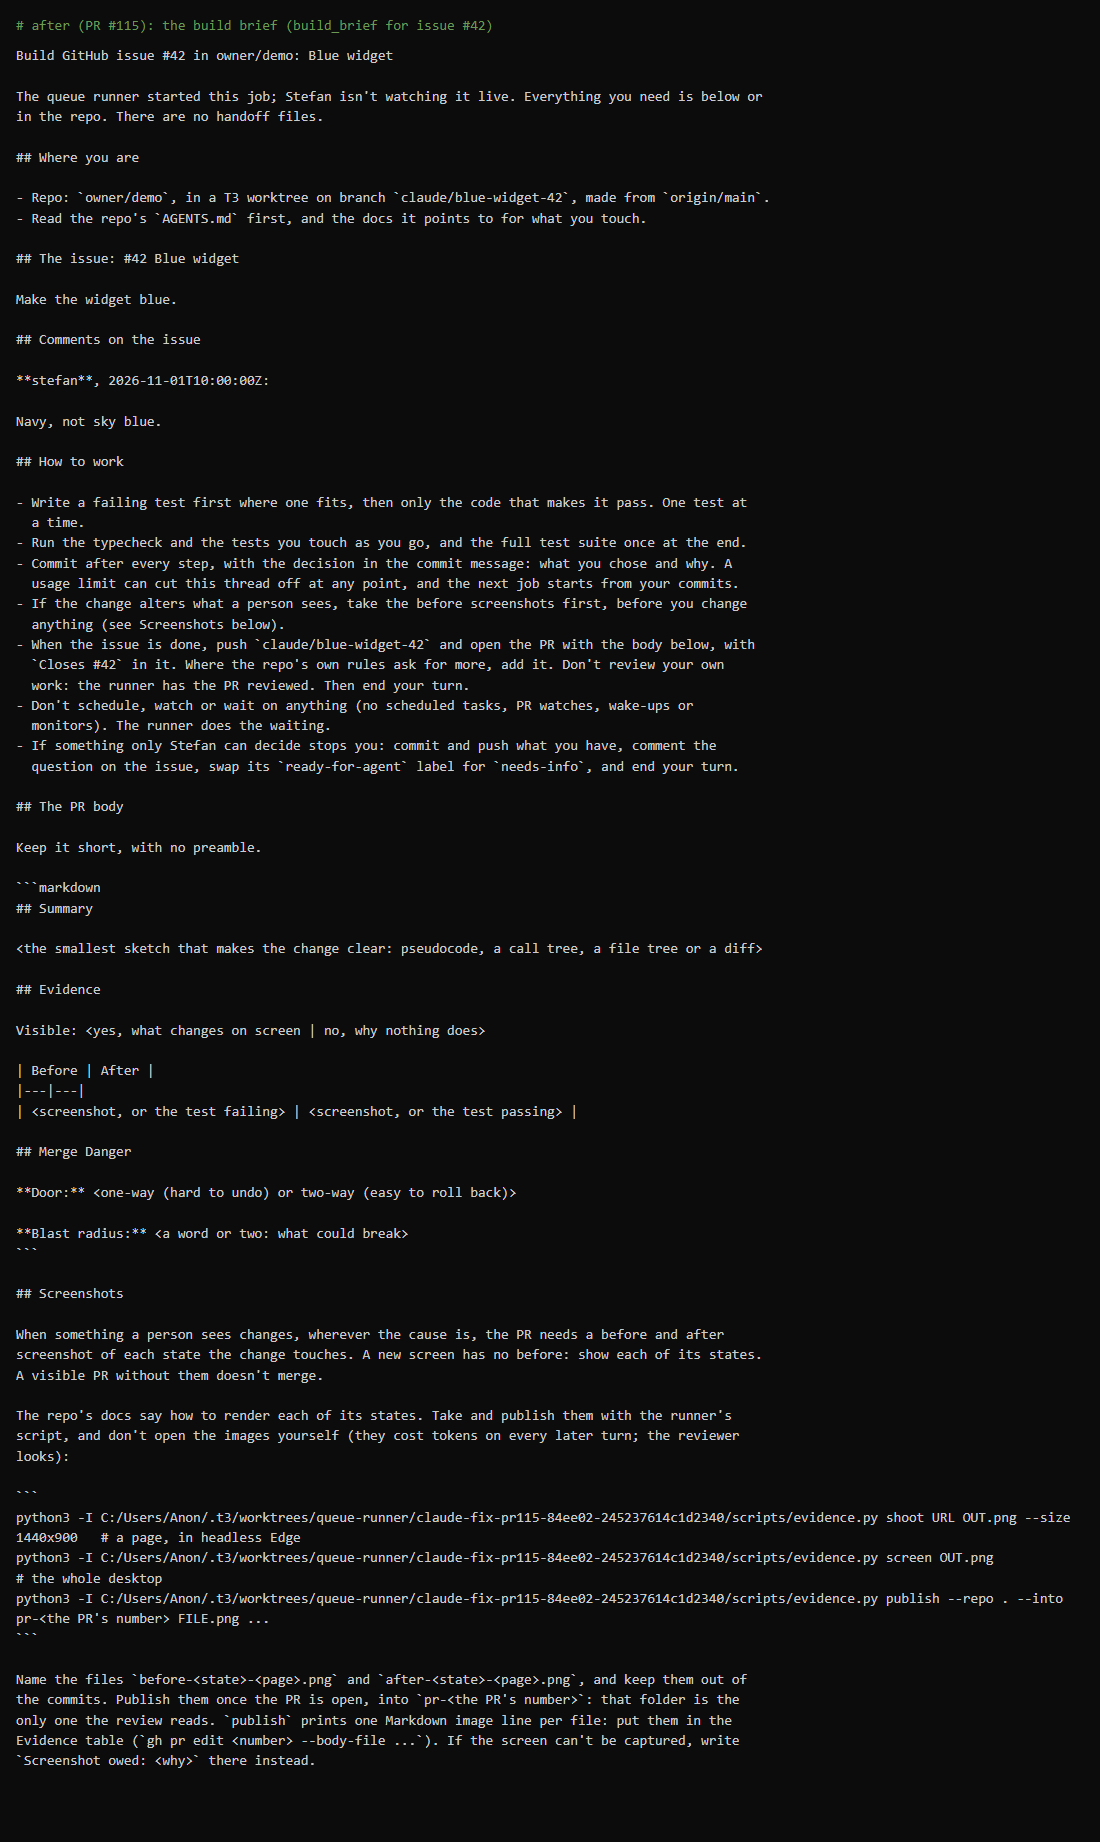 # after (PR #115): the build brief (build_brief for issue #42)
Build GitHub issue #42 in owner/demo: Blue widget
The queue runner started this job; Stefan isn't watching it live. Everything you need is below or
in the repo. There are no handoff files.
## Where you are
- Repo: `owner/demo`, in a T3 worktree on branch `claude/blue-widget-42`, made from `origin/main`.
- Read the repo's `AGENTS.md` first, and the docs it points to for what you touch.
## The issue: #42 Blue widget
Make the widget blue.
## Comments on the issue
**stefan**, 2026-11-01T10:00:00Z:
Navy, not sky blue.
## How to work
- Write a failing test first where one fits, then only the code that makes it pass. One test at
a time.
- Run the typecheck and the tests you touch as you go, and the full test suite once at the end.
- Commit after every step, with the decision in the commit message: what you chose and why. A
usage limit can cut this thread off at any point, and the next job starts from your commits.
- If the change alters what a person sees, take the before screenshots first, before you change
anything (see Screenshots below).
- When the issue is done, push `claude/blue-widget-42` and open the PR with the body below, with
`Closes #42` in it. Where the repo's own rules ask for more, add it. Don't review your own
work: the runner has the PR reviewed. Then end your turn.
- Don't schedule, watch or wait on anything (no scheduled tasks, PR watches, wake-ups or
monitors). The runner does the waiting.
- If something only Stefan can decide stops you: commit and push what you have, comment the
question on the issue, swap its `ready-for-agent` label for `needs-info`, and end your turn.
## The PR body
Keep it short, with no preamble.
```markdown
## Summary
<the smallest sketch that makes the change clear: pseudocode, a call tree, a file tree or a diff>
## Evidence
Visible: <yes, what changes on screen | no, why nothing does>
| Before | After |
|---|---|
| <screenshot, or the test failing> | <screenshot, or the test passing> |
## Merge Danger
**Door:** <one-way (hard to undo) or two-way (easy to roll back)>
**Blast radius:** <a word or two: what could break>
```
## Screenshots
When something a person sees changes, wherever the cause is, the PR needs a before and after
screenshot of each state the change touches. A new screen has no before: show each of its states.
A visible PR without them doesn't merge.
The repo's docs say how to render each of its states. Take and publish them with the runner's
script, and don't open the images yourself (they cost tokens on every later turn; the reviewer
looks):
```
python3 -I C:/Users/Anon/.t3/worktrees/queue-runner/claude-fix-pr115-84ee02-245237614c1d2340/scripts/evidence.py shoot URL OUT.png --size
1440x900   # a page, in headless Edge
python3 -I C:/Users/Anon/.t3/worktrees/queue-runner/claude-fix-pr115-84ee02-245237614c1d2340/scripts/evidence.py screen OUT.png
# the whole desktop
python3 -I C:/Users/Anon/.t3/worktrees/queue-runner/claude-fix-pr115-84ee02-245237614c1d2340/scripts/evidence.py publish --repo . --into
pr-<the PR's number> FILE.png ...
```
Name the files `before-<state>-<page>.png` and `after-<state>-<page>.png`, and keep them out of
the commits. Publish them once the PR is open, into `pr-<the PR's number>`: that folder is the
only one the review reads. `publish` prints one Markdown image line per file: put them in the
Evidence table (`gh pr edit <number> --body-file ...`). If the screen can't be captured, write
`Screenshot owed: <why>` there instead.